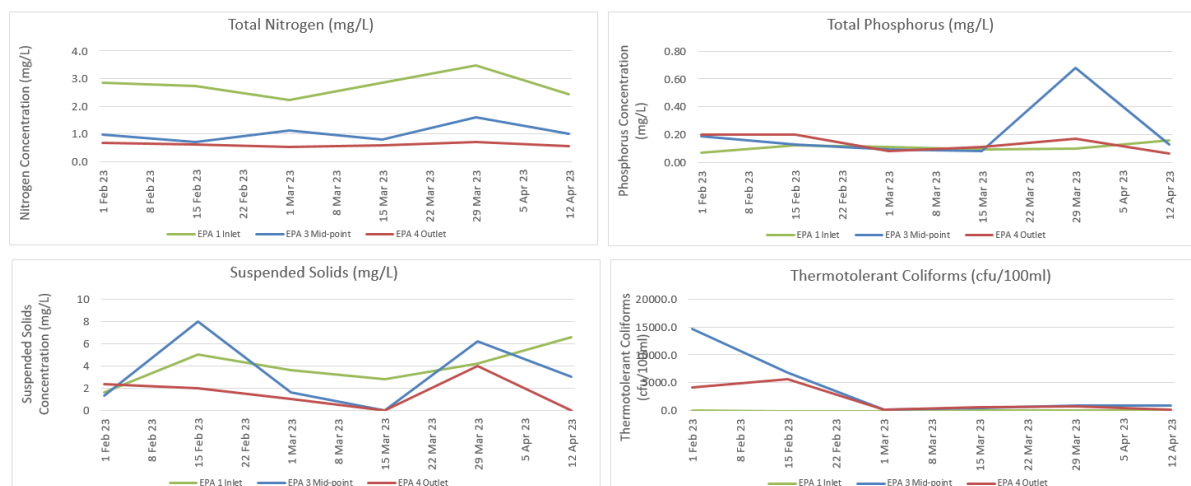 Total Nitrogen (mg/L)
Nitrogen Concentration (mg/L)
4.0
3.0
2.0
1.0
0.0
1 Feb 23
8 Feb 23
15 Feb 23
22 Feb 23
1 Mar 23
8 Mar 23
15 Mar 23
22 Mar 23
29 Mar 23
5 Apr 23
12 Apr 23
EPA 1 Inlet
EPA 3 Mid-point
EPA 4 Outlet
Total Phosphorus (mg/L)
Phosphorus Concentration
(mg/L)
0.80
0.60
0.40
0.20
0.00
1 Feb 23
8 Feb 23
15 Feb 23
22 Feb 23
1 Mar 23
8 Mar 23
15 Mar 23
22 Mar 23
29 Mar 23
5 Apr 23
12 Apr 23
EPA 1 Inlet
EPA 3 Mid-point
EPA 4 Outlet
Suspended Solids (mg/L)
Suspended Solids
Concentration (mg/L)
10
8
6
4
2
0
1 Feb 23
8 Feb 23
15 Feb 23
22 Feb 23
1 Mar 23
8 Mar 23
15 Mar 23
22 Mar 23
29 Mar 23
5 Apr 23
12 Apr 23
EPA 1 Inlet
EPA 3 Mid-point
EPA 4 Outlet
Thermotolerant Coliforms (cfu/100ml)
Thermotolerant Coliforms
(cfu/100ml)
20000.0
15000.0
10000.0
5000.0
0.0
1 Feb 23
8 Feb 23
15 Feb 23
22 Feb 23
1 Mar 23
8 Mar 23
15 Mar 23
22 Mar 23
29 Mar 23
5 Apr 23
12 Apr 23
EPA 1 Inlet
EPA 3 Mid-point
EPA 4 Outlet